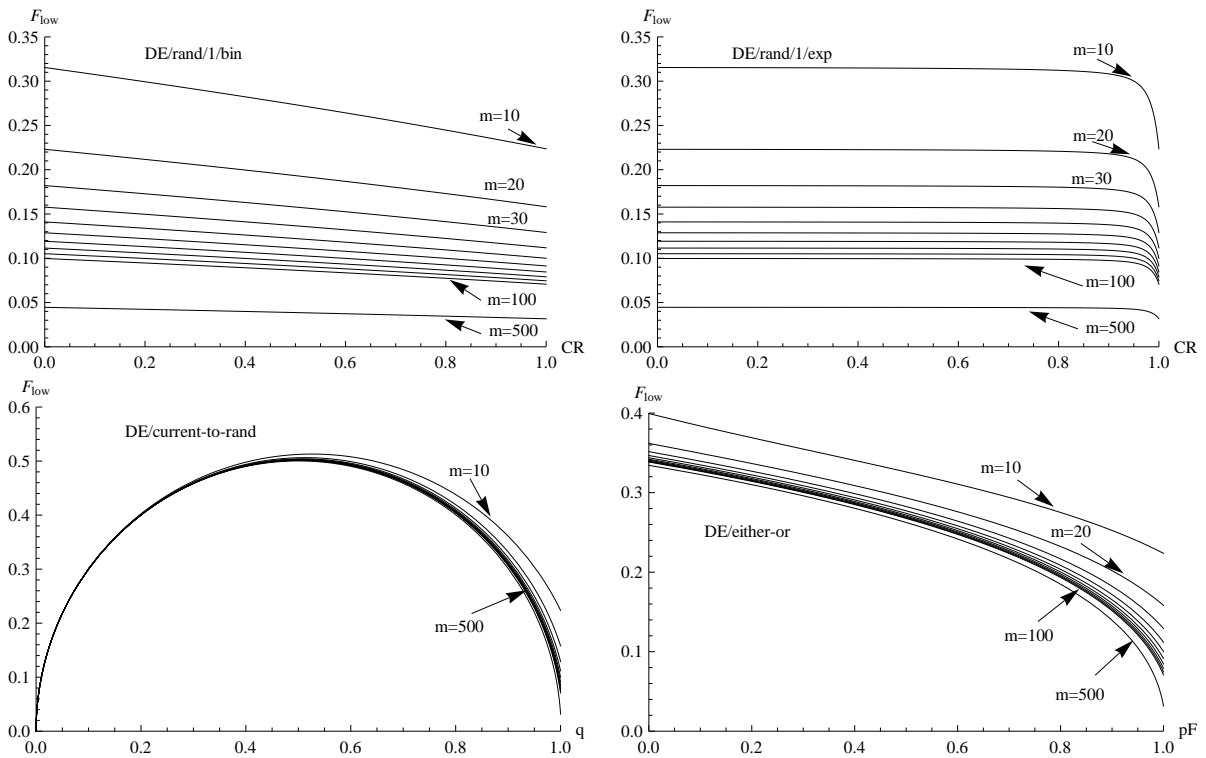 F_low
DE/rand/1/bin
0.35
0.30
0.25
0.20
0.15
0.10
0.05
0.00
m=10
m=20
m=30
m=100
m=500
0.0 0.2 0.4 0.6 0.8 1.0 CR
F_low
DE/rand/1/exp
0.35
0.30
0.25
0.20
0.15
0.10
0.05
0.00
m=10
m=20
m=30
m=100
m=500
0.0 0.2 0.4 0.6 0.8 1.0 CR
F_low
DE/current-to-rand
0.6
0.5
0.4
0.3
0.2
0.1
0.0
m=10
m=500
0.0 0.2 0.4 0.6 0.8 1.0 q
F_low
0.4
0.3
0.2
0.1
0.0
m=10
m=20
DE/either-or
m=100
m=500
0.0 0.2 0.4 0.6 0.8 1.0 pF